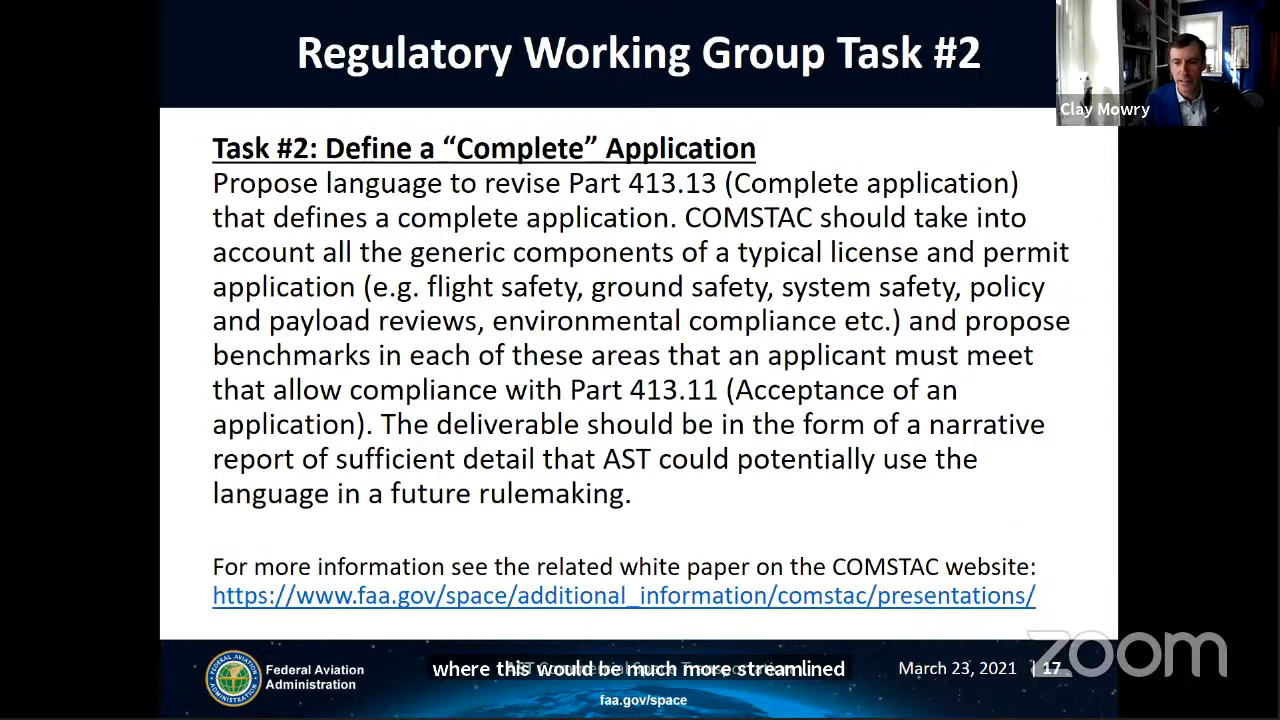 Regulatory Working Group Task #2
Clay Mowry
Task #2: Define a “Complete” Application
Propose language to revise Part 413.13 (Complete application)
that defines a complete application. COMSTAC should take into
account all the generic components of a typical license and permit
application (e.g. flight safety, ground safety, system safety, policy
and payload reviews, environmental compliance etc.) and propose
benchmarks in each of these areas that an applicant must meet
that allow compliance with Part 413.11 (Acceptance of an
application). The deliverable should be in the form of a narrative
report of sufficient detail that AST could potentially use the
language in a future rulemaking.
For more information see the related white paper on the COMSTAC website:
https://www.faa.gov/space/additional_information/comstac/presentations/
Federal Aviation
Administration
where this would be much more streamlined
AST Commercial Space Transportation
faa.gov/space
March 23, 2021 | 17
zoom